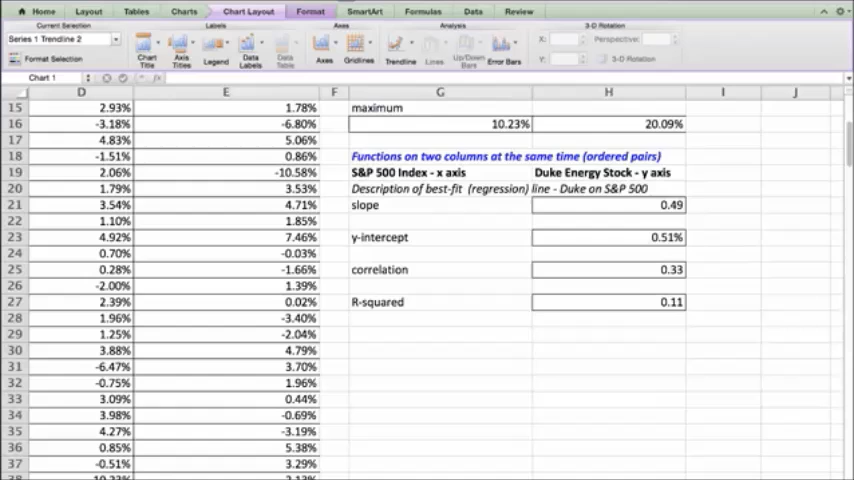 Home Layout Tables Charts Chart Layout Format SmartArt Formulas Data Review
Current Selection Labels Axes Analysis 3-D Rotation
Series 1 Trendline 2 X: Perspective:
Format Selection Chart Title Axis Titles Legend Data Labels Data Table Axes Gridlines Trendline Lines Up/Down Bars Error Bars Y: 3-D Rotation
Chart 1 fx
D E F G H I J
15 2.93% 1.78% maximum
16 -3.18% -6.80% 10.23% 20.09%
17 4.83% 5.06%
18 -1.51% 0.86% Functions on two columns at the same time (ordered pairs)
19 2.06% -10.58% S&P 500 Index - x axis Duke Energy Stock - y axis
20 1.79% 3.53% Description of best-fit (regression) line - Duke on S&P 500
21 3.54% 4.71% slope 0.49
22 1.10% 1.85%
23 4.92% 7.46% y-intercept 0.51%
24 0.70% -0.03%
25 0.28% -1.66% correlation 0.33
26 -2.00% 1.39%
27 2.39% 0.02% R-squared 0.11
28 1.96% -3.40%
29 1.25% -2.04%
30 3.88% 4.79%
31 -6.47% 3.70%
32 -0.75% 1.96%
33 3.09% 0.44%
34 3.98% -0.69%
35 4.27% -3.19%
36 0.85% 5.38%
37 -0.51% 3.29%